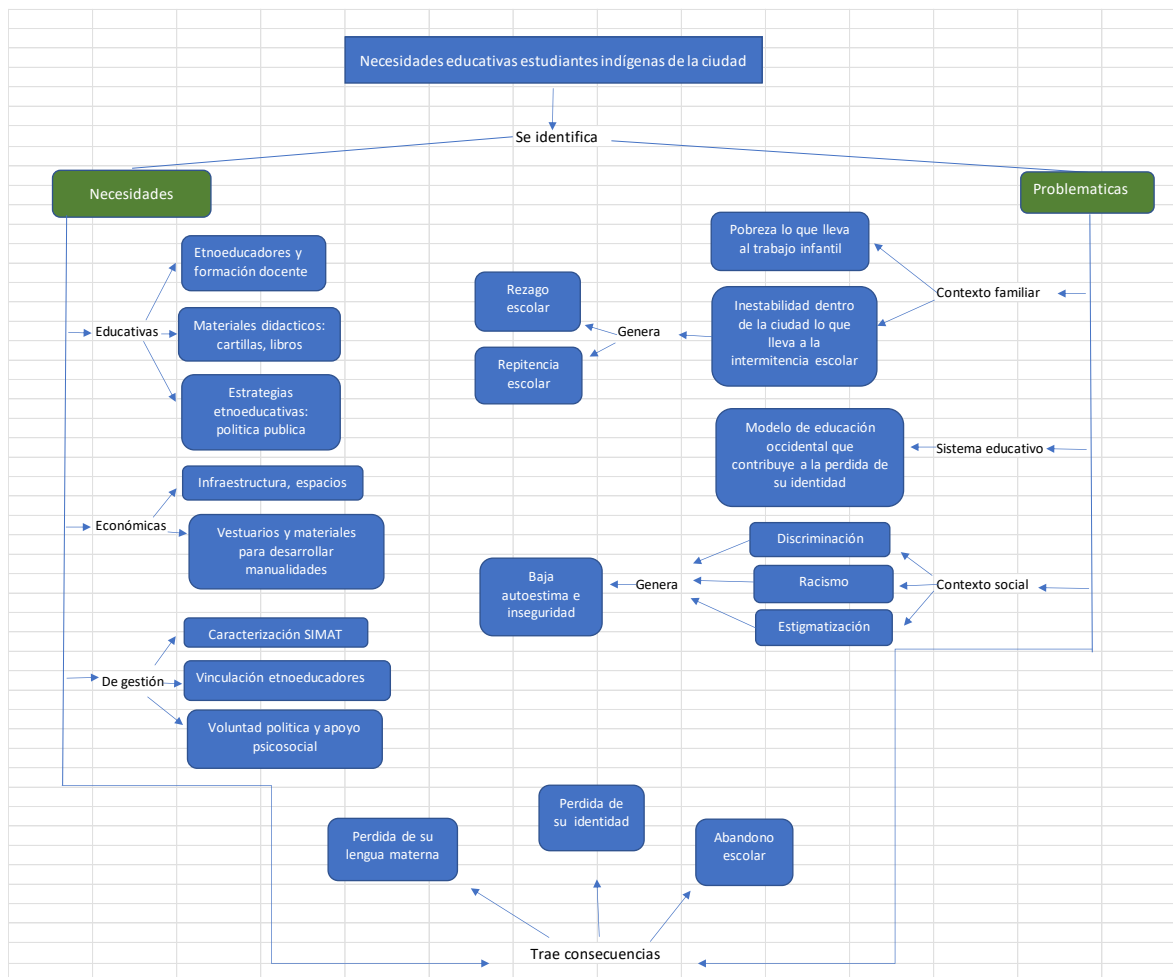 Necesidades educativas estudiantes indígenas de la ciudad
Se identifica
Necesidades
Educativas
Etnoeducadores y
formación docente
Materiales didacticos:
cartillas, libros
Estrategias
etnoeducativas:
politica publica
Económicas
Infraestructura, espacios
Vestuarios y materiales
para desarrollar
manualidades
De gestión
Caracterización SIMAT
Vinculación etnoeducadores
Voluntad politica y apoyo
psicosocial
Problematicas
Contexto familiar
Pobreza lo que lleva
al trabajo infantil
Inestabilidad dentro
de la ciudad lo que
lleva a la
intermitencia escolar
Genera
Rezago
escolar
Repitencia
escolar
Sistema educativo
Modelo de educación
occidental que
contribuye a la perdida de
su identidad
Contexto social
Discriminación
Racismo
Estigmatización
Genera
Baja
autoestima e
inseguridad
Trae consecuencias
Perdida de su
lengua materna
Perdida de
su identidad
Abandono
escolar